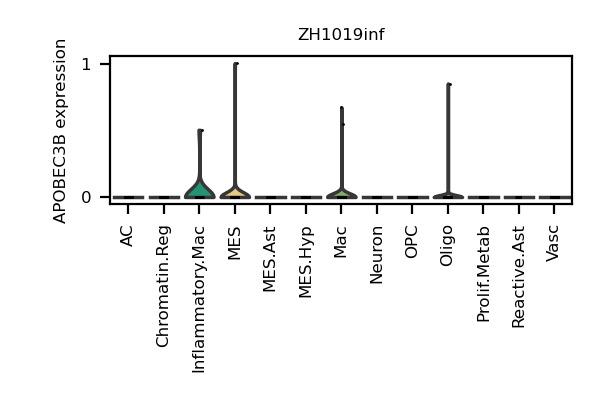 ZH1019inf
APOBEC3B expression
1
0
AC
Chromatin.Reg
Inflammatory.Mac
MES
MES.Ast
MES.Hyp
Mac
Neuron
OPC
Oligo
Prolif.Metab
Reactive.Ast
Vasc